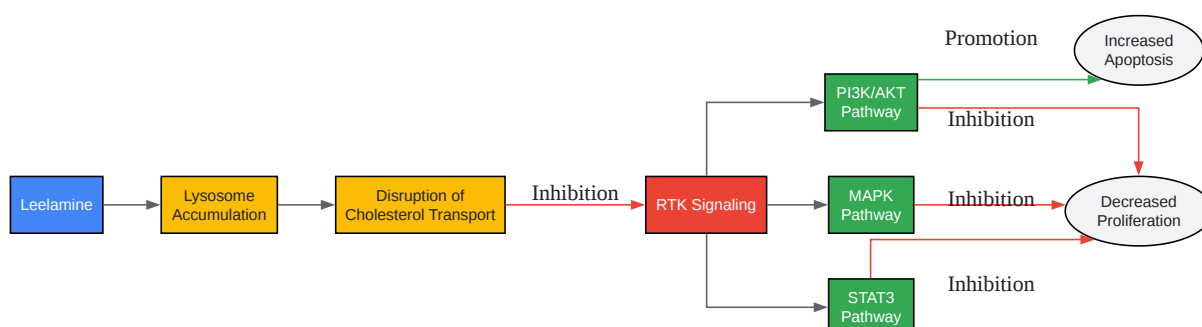 Promotion
Increased
Apoptosis
PI3K/AKT
Pathway
Inhibition
Leelamine
Lysosome
Accumulation
Disruption of
Cholesterol Transport
Inhibition
RTK Signaling
MAPK
Pathway
Inhibition
Decreased
Proliferation
STAT3
Pathway
Inhibition